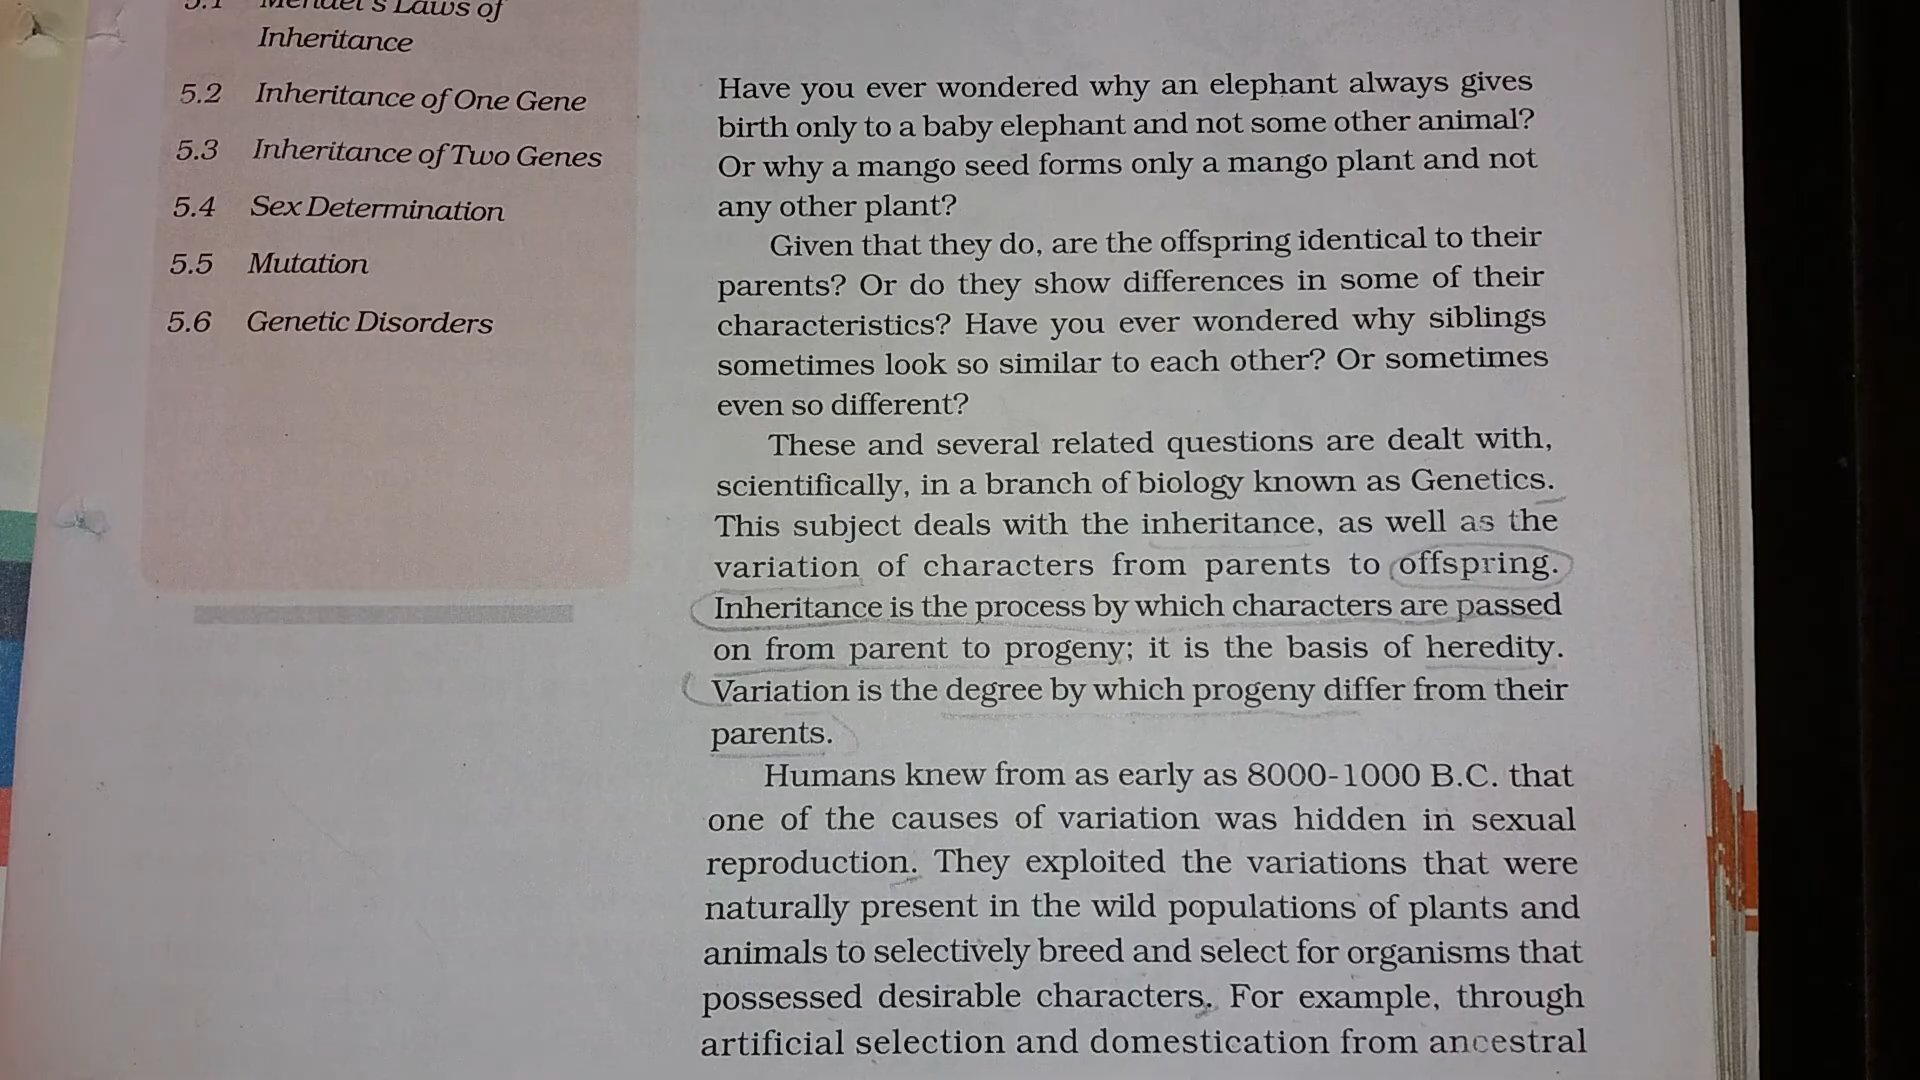 5.1 Mendel's Laws of
Inheritance
5.2 Inheritance of One Gene
5.3 Inheritance of Two Genes
5.4 Sex Determination
5.5 Mutation
5.6 Genetic Disorders
Have you ever wondered why an elephant always gives
birth only to a baby elephant and not some other animal?
Or why a mango seed forms only a mango plant and not
any other plant?
Given that they do, are the offspring identical to their
parents? Or do they show differences in some of their
characteristics? Have you ever wondered why siblings
sometimes look so similar to each other? Or sometimes
even so different?
These and several related questions are dealt with,
scientifically, in a branch of biology known as Genetics.
This subject deals with the inheritance, as well as the
variation of characters from parents to offspring.
Inheritance is the process by which characters are passed
on from parent to progeny; it is the basis of heredity.
Variation is the degree by which progeny differ from their
parents.
Humans knew from as early as 8000-1000 B.C. that
one of the causes of variation was hidden in sexual
reproduction. They exploited the variations that were
naturally present in the wild populations of plants and
animals to selectively breed and select for organisms that
possessed desirable characters. For example, through
artificial selection and domestication from ancestral